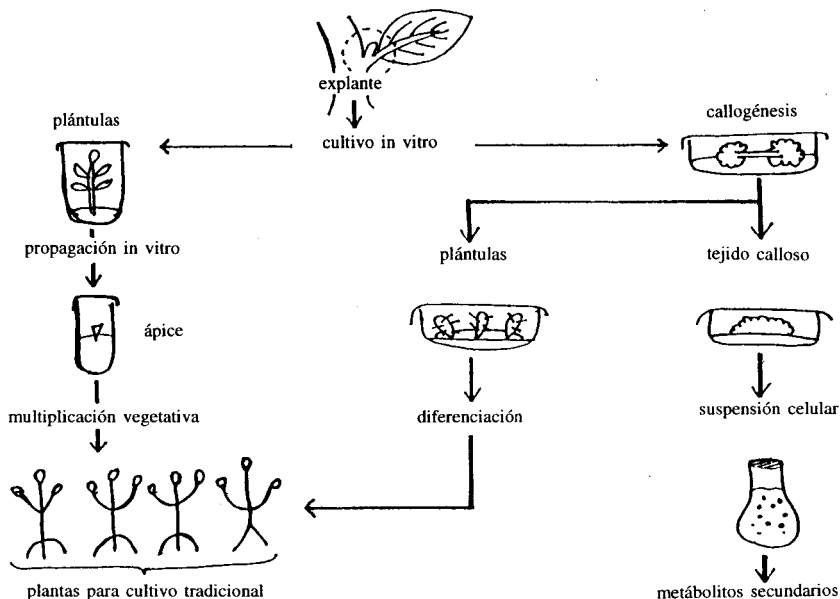 explante
cultivo in vitro
plántulas
callogénesis
propagación in vitro
plántulas
tejido calloso
ápice
multiplicación vegetativa
diferenciación
suspensión celular
plantas para cultivo tradicional
metábolitos secundarios